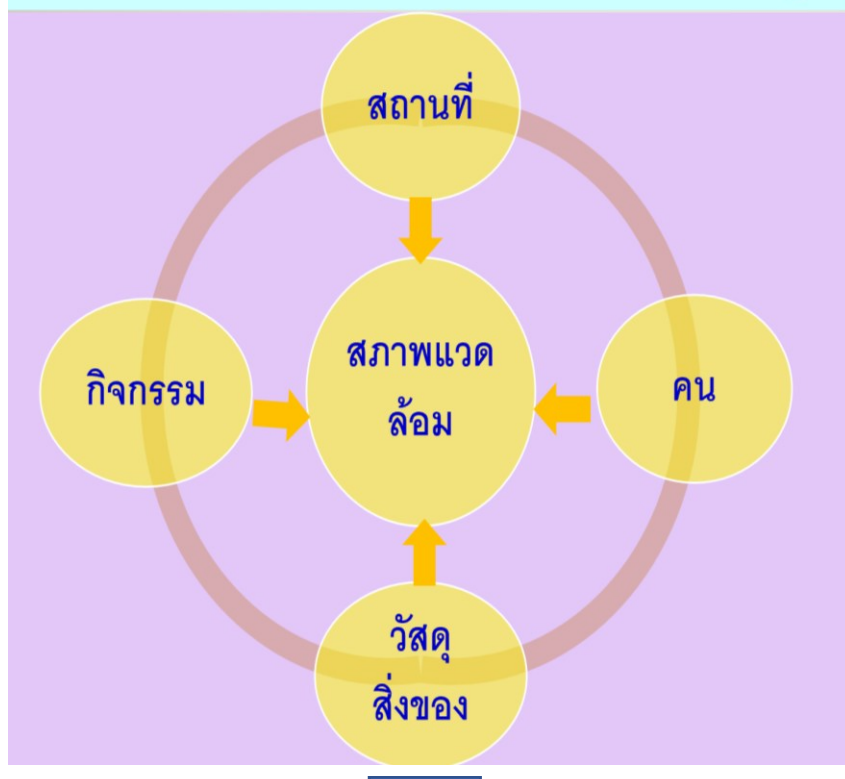 สถานที่
สภาพแวด
ล้อม
กิจกรรม
คน
วัสดุ
สิ่งของ